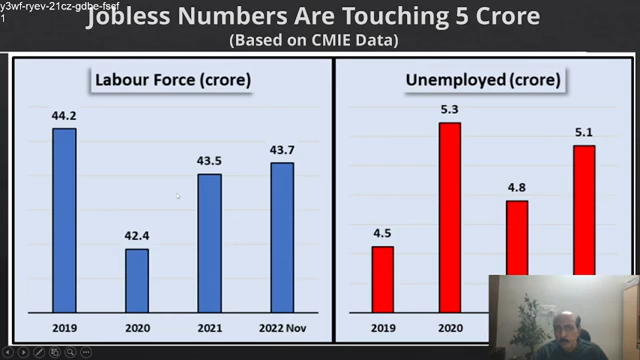 y3wf-ryev-21cz-gdbe-fsgf
1
Jobless Numbers Are Touching 5 Crore
(Based on CMIE Data)
Labour Force (crore)
44.2
42.4
43.5
43.7
2019
2020
2021
2022 Nov
Unemployed (crore)
4.5
5.3
4.8
5.1
2019
2020